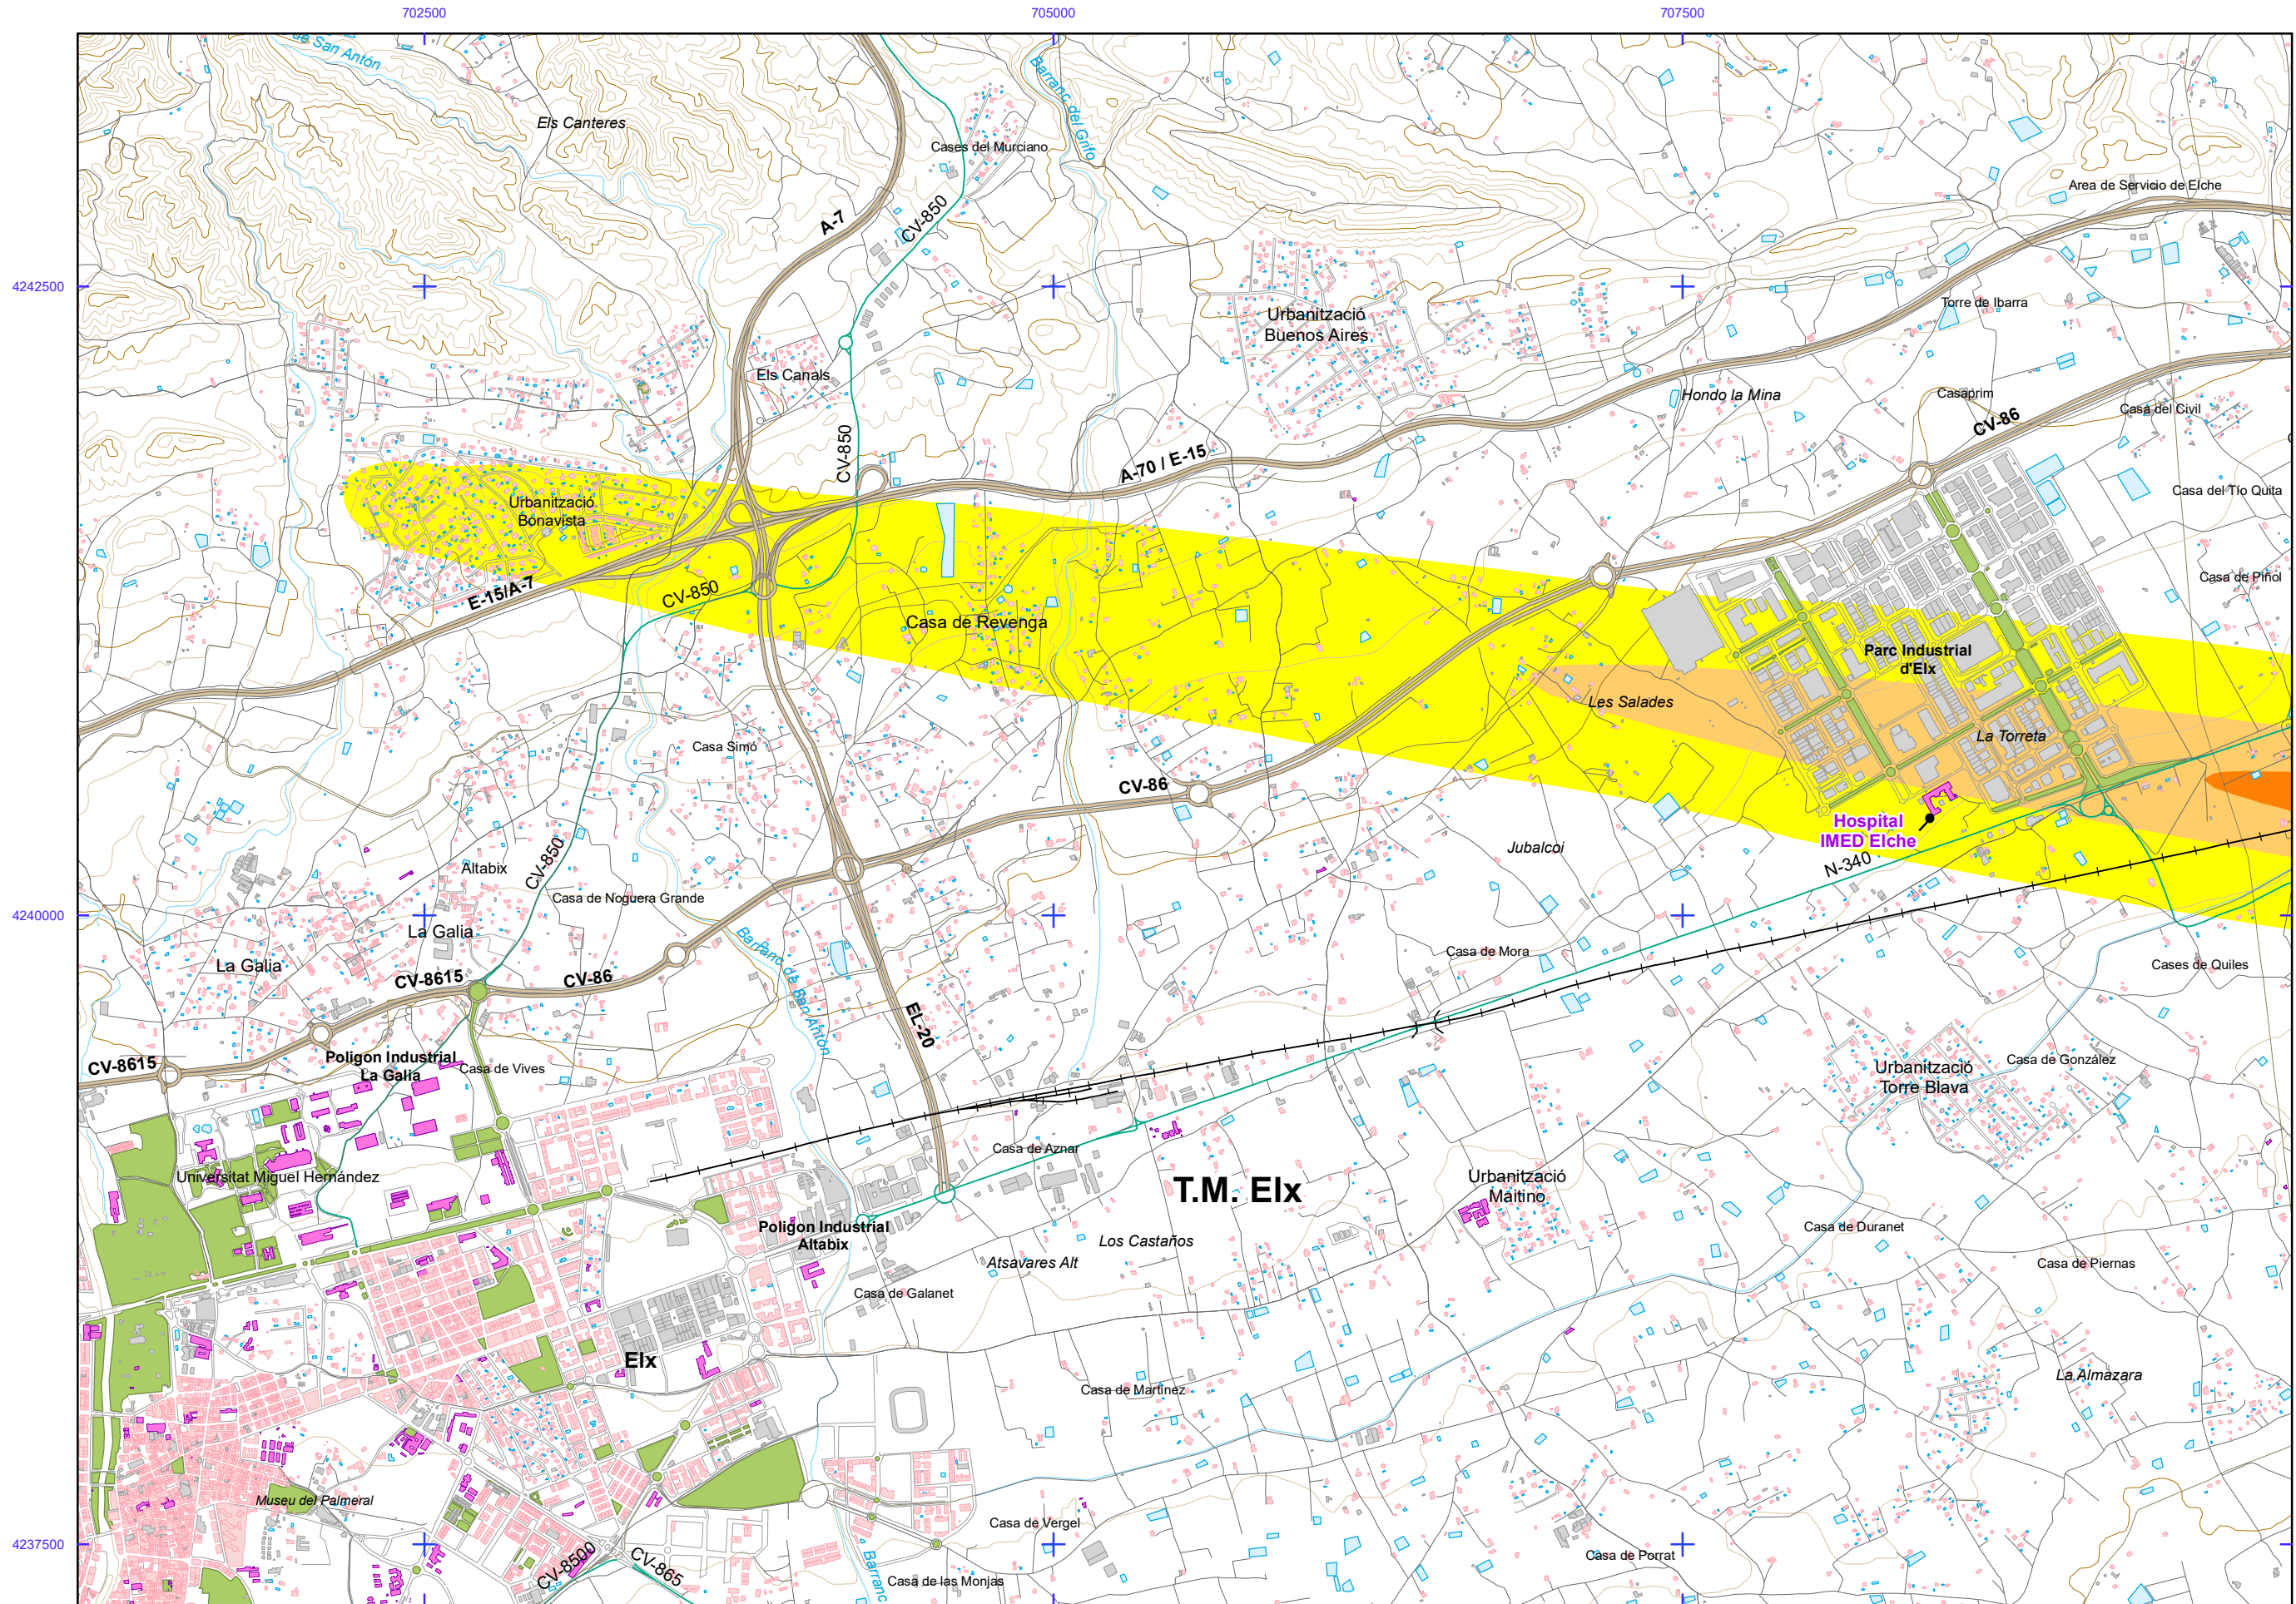 702500
705000
707500
de San Antón
Barranc del Grifo
Els Canteres
Cases del Murciano
Area de Servicio de Elche
A-7
CV-850
4242500
Torre de Ibarra
Urbanització
Buenos Aires
Els Canals
Hondo la Mina
Casaprim
Casa del Civil
CV-86
CV-850
A-70 / E-15
Casa del Tío Quita
Urbanització
Bonavista
Casa de Piñol
E-15/A-7
CV-850
Casa de Revenga
Parc Industrial
d'Elx
Les Salades
La Torreta
Casa Simó
CV-86
Hospital
IMED Elche
Jubalcoi
N-340
Altabix
CV-850
Casa de Noguera Grande
4240000
La Galia
Barranc de San Antón
La Galia
Casa de Mora
Cases de Quiles
CV-8615
CV-86
EL-20
CV-8615
Poligon Industrial
La Galia
Casa de Vives
Urbanització
Torre Blava
Casa de González
Casa de Aznar
Universitat Miguel Hernández
T.M. Elx
Urbanització
Maitino
Poligon Industrial
Altabix
Los Castaños
Casa de Duranet
Atsavares Alt
Casa de Piernas
Casa de Galanet
Elx
Casa de Martinez
La Almazara
Museu del Palmeral
Casa de Vergel
4237500
CV-8500
CV-865
Barranc
Casa de Porrat
Casa de las Monjas